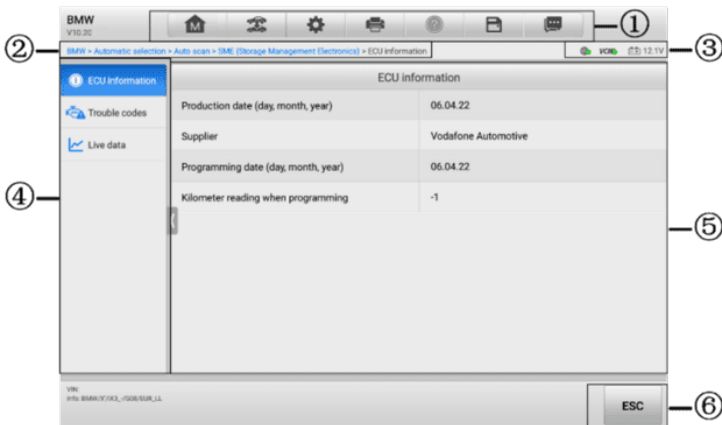 BMW
V10.20
M
①
②
BMW > Automatic selection > Auto scan > SME (Storage Management Electronics) > ECU information
VCMI 12.1V
③
ECU information
ECU information
Production date (day, month, year) 06.04.22
Trouble codes
Supplier Vodafone Automotive
Live data
Programming date (day, month, year) 06.04.22
④
Kilometer reading when programming -1
⑤
VIN:
ESC
⑥